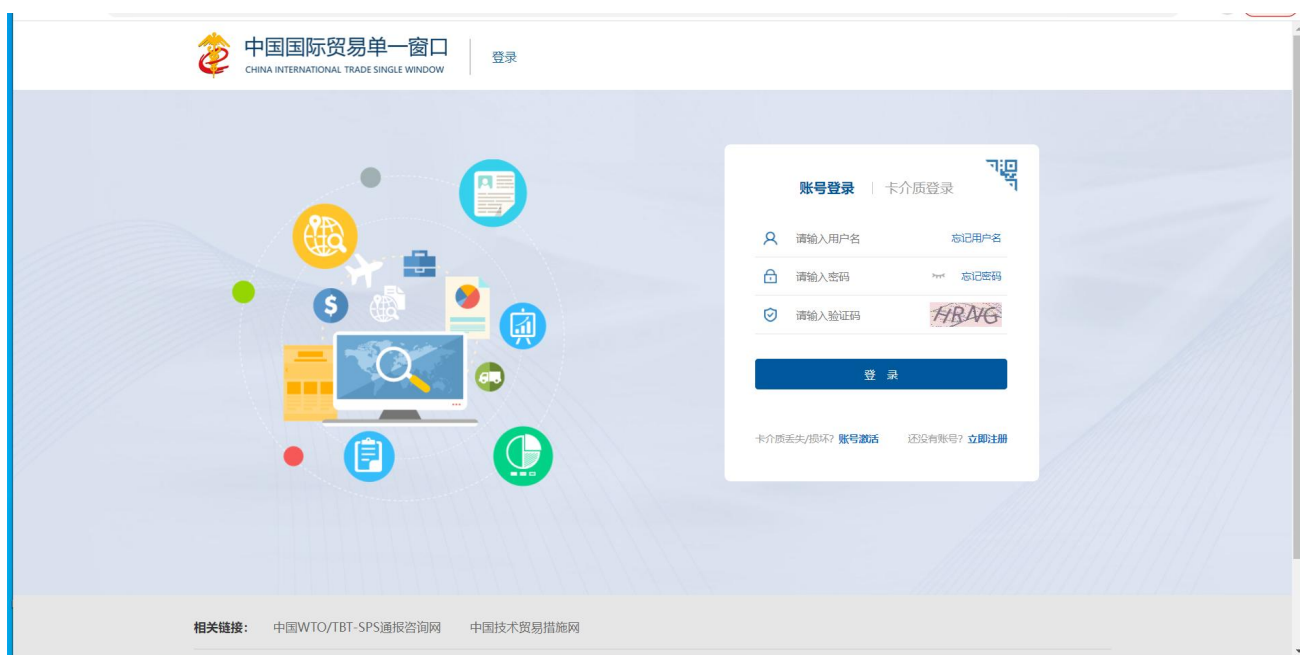 中国国际贸易单一窗口
CHINA INTERNATIONAL TRADE SINGLE WINDOW
登录
账号登录 卡介质登录
请输入用户名 忘记用户名
请输入密码 忘记密码
请输入验证码 HRNG
登 录
卡介质丢失/损坏? 账号激活 还没有账号? 立即注册
相关链接: 中国WTO/TBT-SPS通报咨询网 中国技术贸易措施网